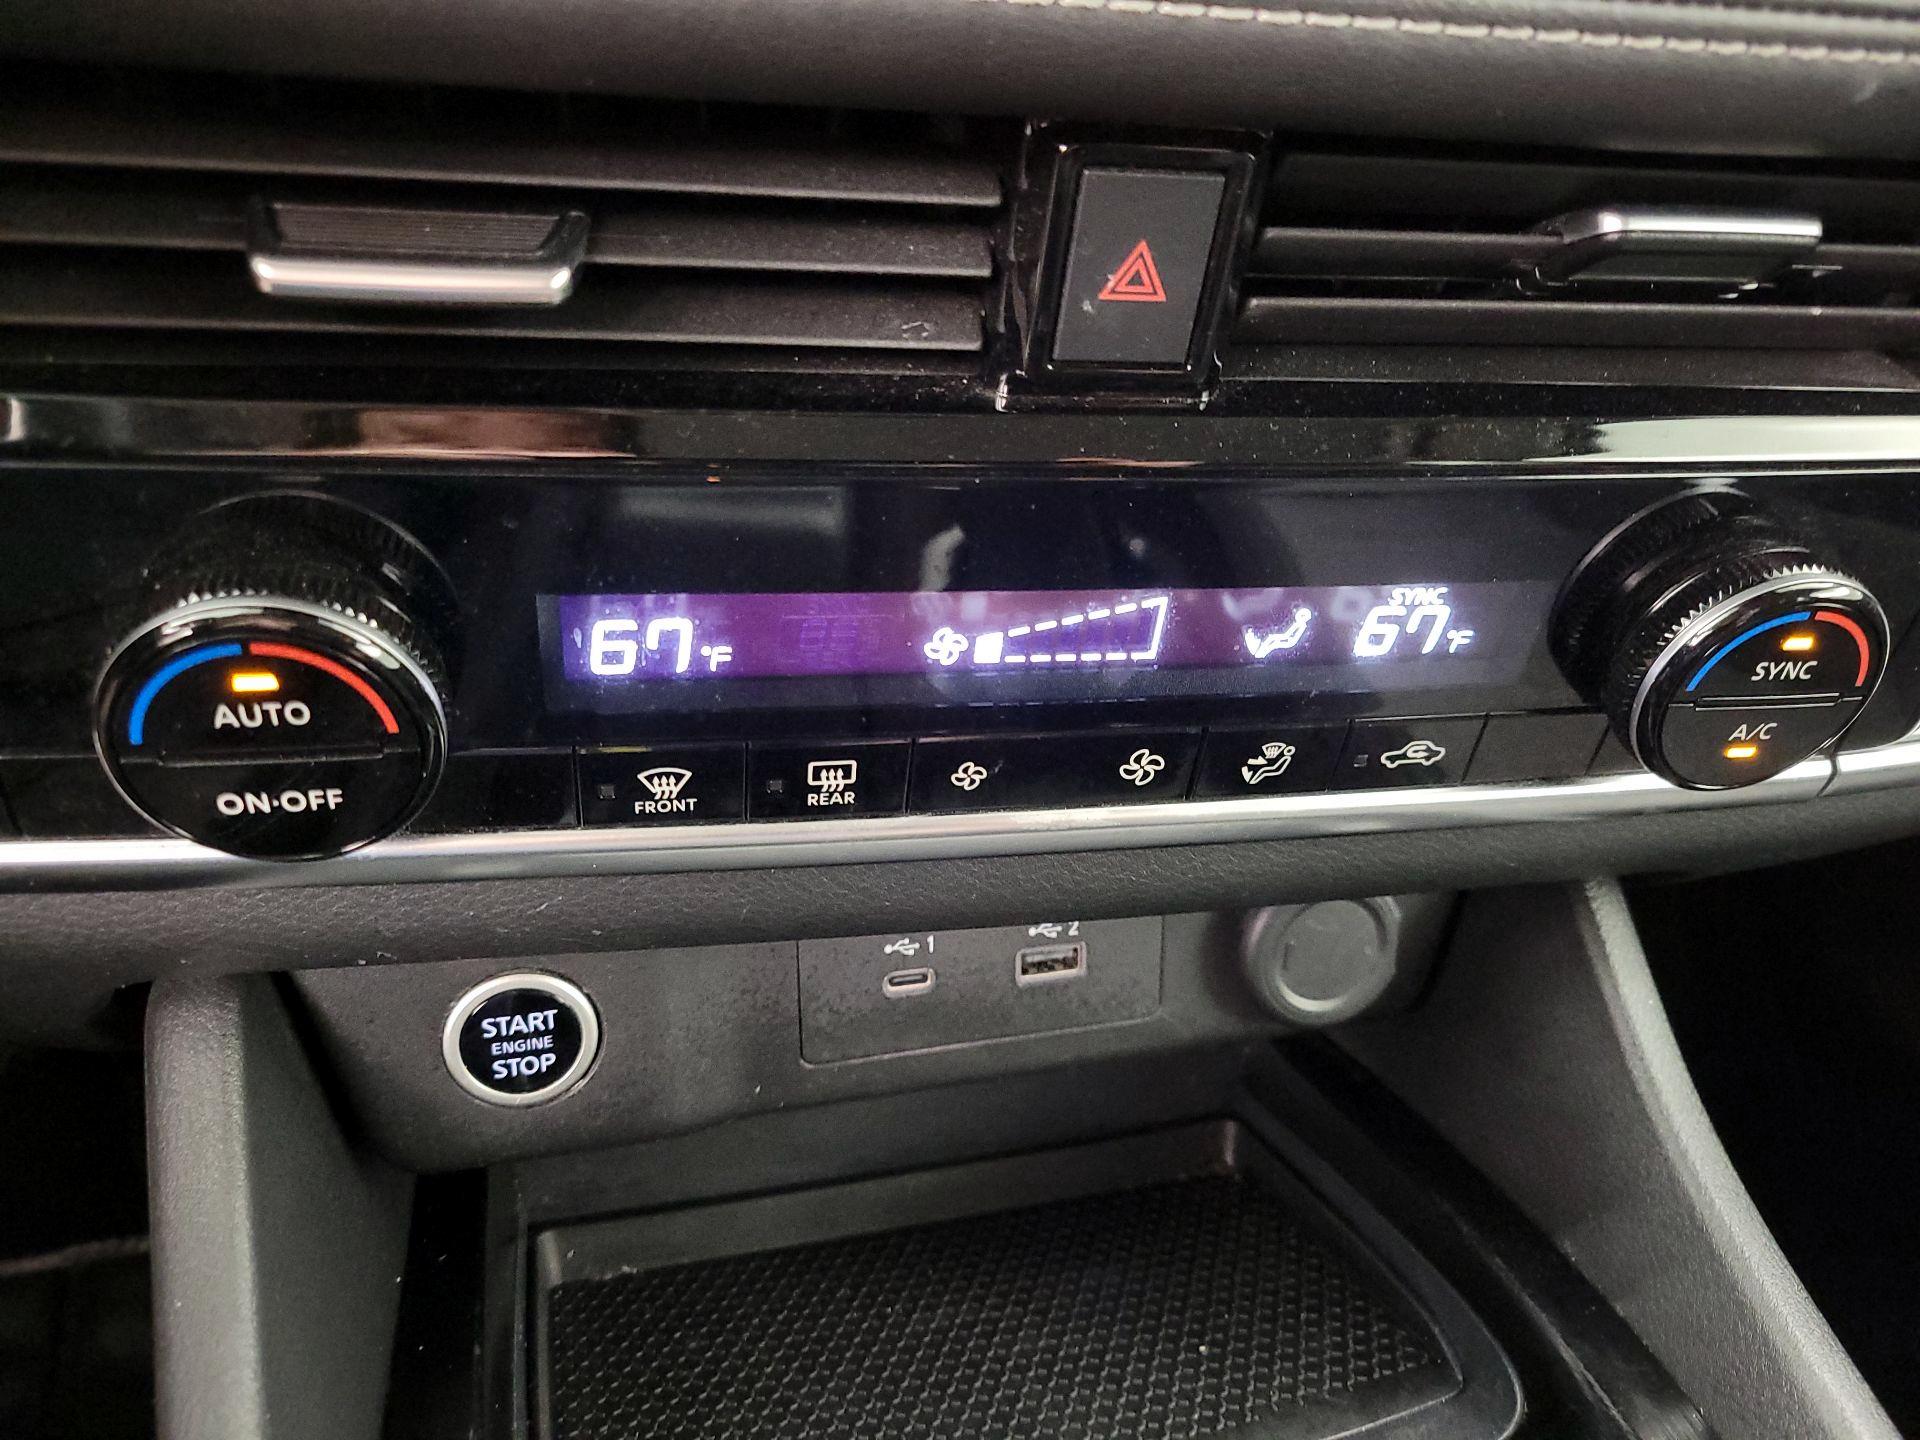 SYNC
67°F
67°F
AUTO
ON·OFF
SYNC
A/C
FRONT
REAR
1
2
START
ENGINE
STOP